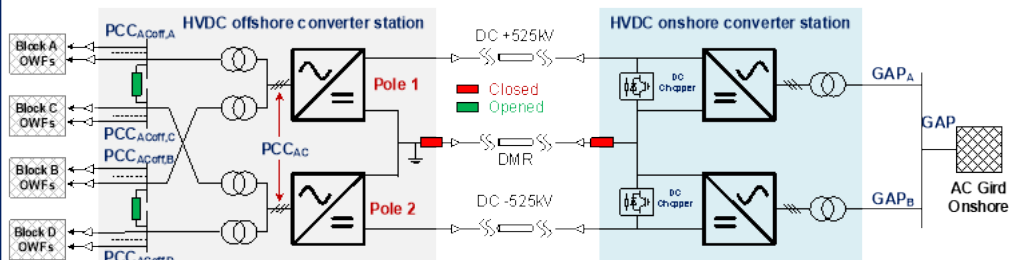 HVDC offshore converter station
HVDC onshore converter station
PCCACoff,A
Block A
OWFs
Block C
OWFs
PCCACoff,C
PCCACoff,B
Block B
OWFs
Block D
OWFs
PCCACoff,D
PCCAC
Pole 1
Pole 2
DC +525kV
Closed
Opened
DMR
DC -525kV
DC
Chopper
DC
Chopper
GAPA
GAP
GAPB
AC Gird
Onshore